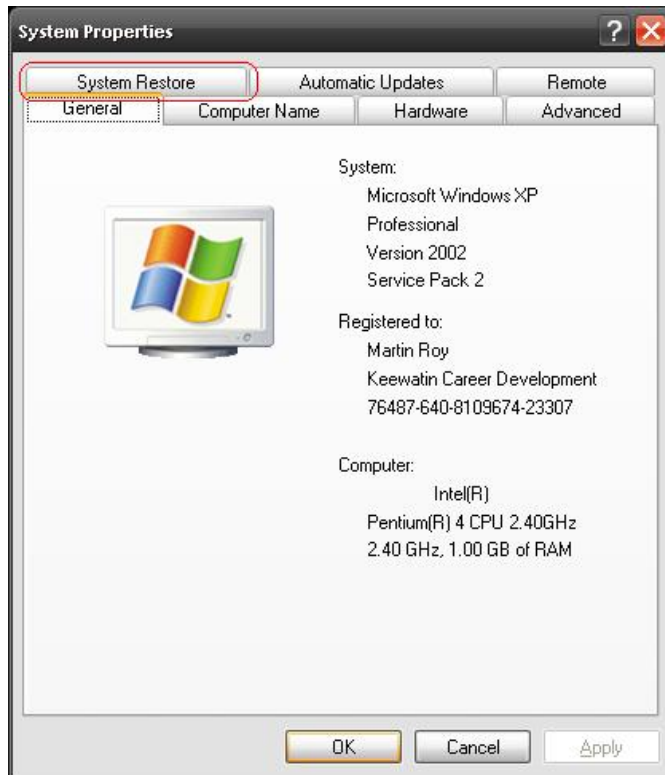 System Properties
System Restore
Automatic Updates
Remote
General
Computer Name
Hardware
Advanced
System:
Microsoft Windows XP
Professional
Version 2002
Service Pack 2
Registered to:
Martin Roy
Keewatin Career Development
76487-640-8109674-23307
Computer:
Intel(R)
Pentium(R) 4 CPU 2.40GHz
2.40 GHz, 1.00 GB of RAM
OK
Cancel
Apply